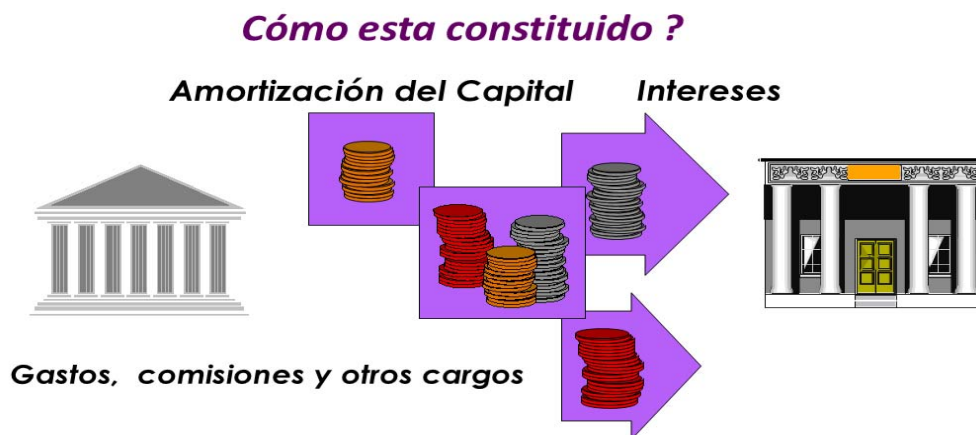 Cómo esta constituido ?
Amortización del Capital
Intereses
Gastos, comisiones y otros cargos